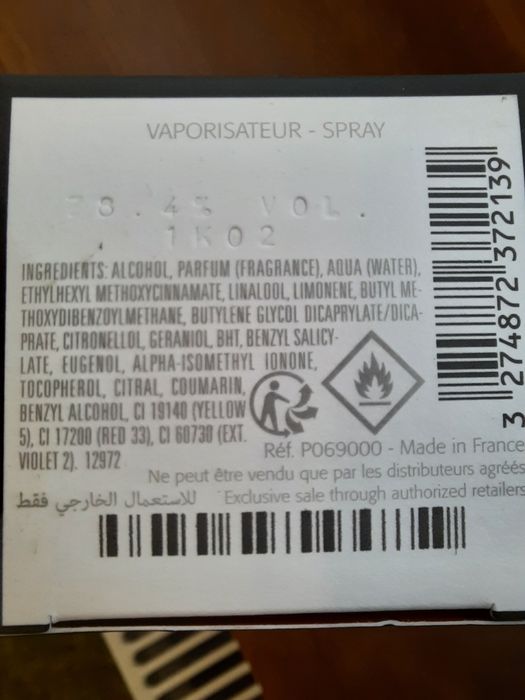 VAPORISATEUR - SPRAY
78.4% VOL.
1K02
INGREDIENTS: ALCOHOL, PARFUM (FRAGRANCE), AQUA (WATER),
ETHYLHEXYL METHOXYCINNAMATE, LINALOOL, LIMONENE, BUTYL ME-
THOXYDIBENZOYLMETHANE, BUTYLENE GLYCOL DICAPRYLATE/DICA-
PRATE, CITRONELLOL, GERANIOL, BHT, BENZYL SALICY-
LATE, EUGENOL, ALPHA-ISOMETHYL IONONE,
TOCOPHEROL, CITRAL, COUMARIN,
BENZYL ALCOHOL, CI 19140 (YELLOW
5), CI 17200 (RED 33), CI 60730 (EXT.
VIOLET 2). 12972
Réf. P069000 - Made in France
Ne peut être vendu que par les distributeurs agréés
للاستعمال الخارجي فقط Exclusive sale through authorized retailers
3 274872 372139